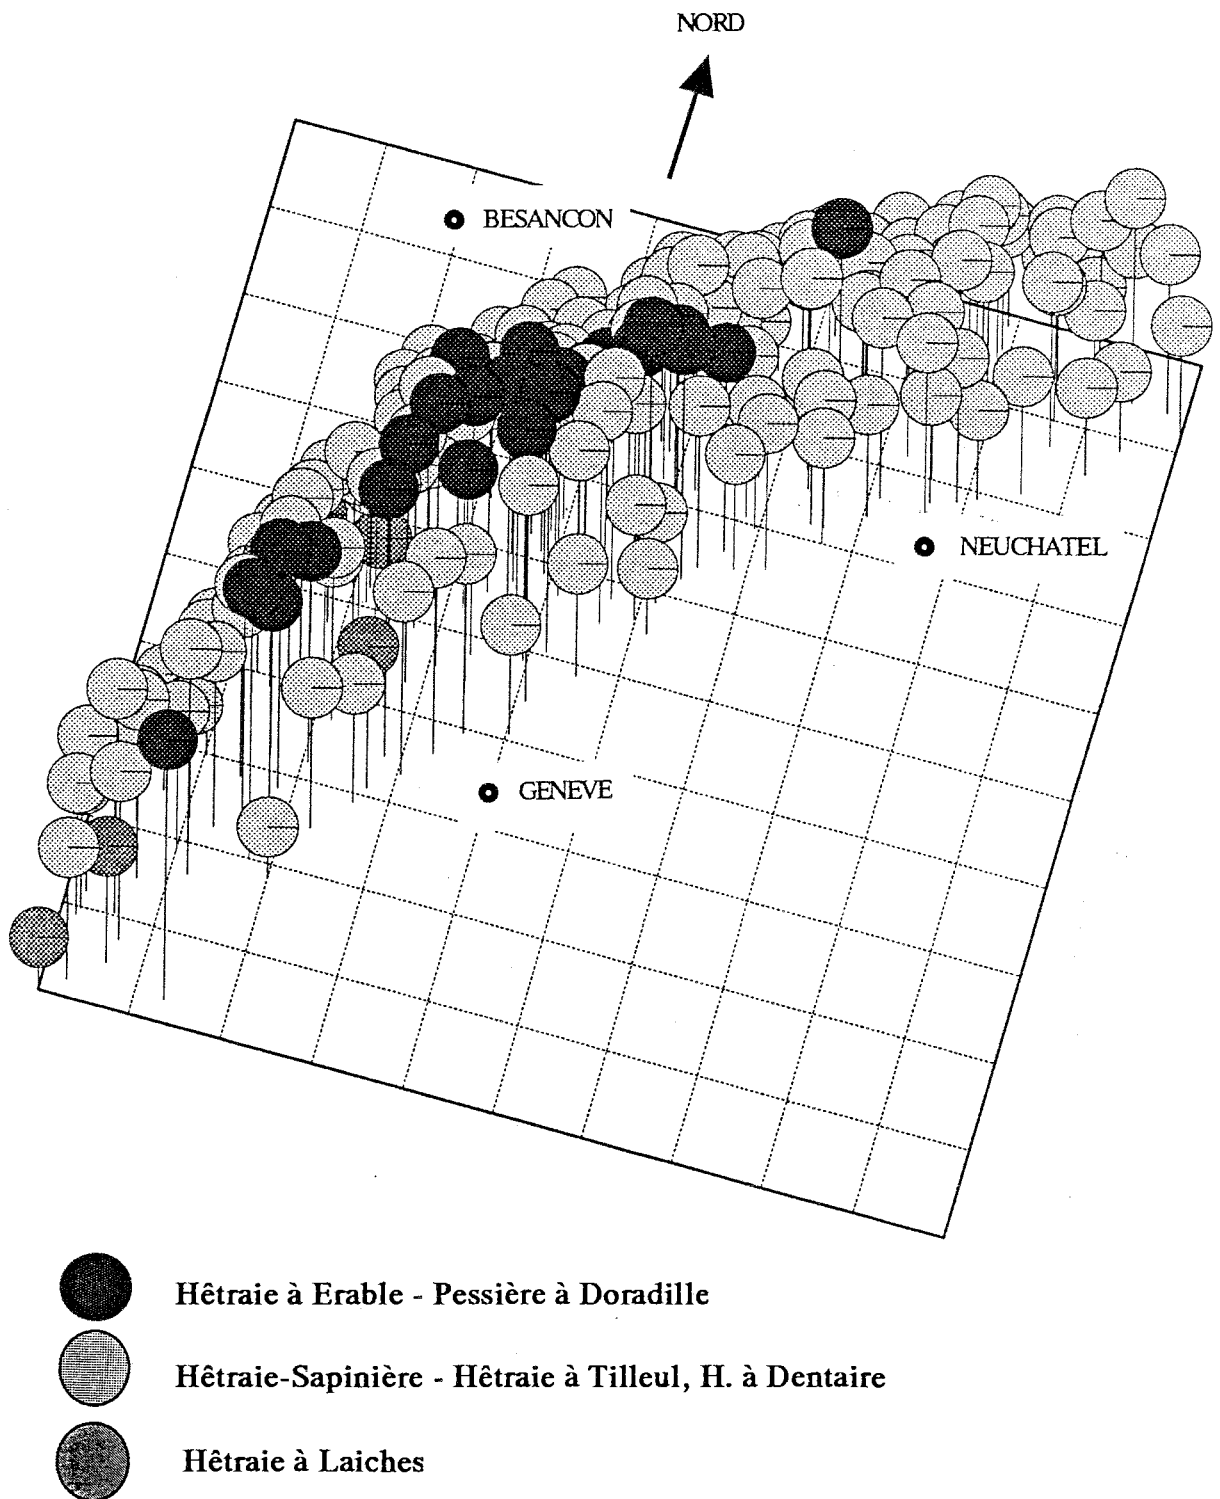 NORD
BESANCON
NEUCHATEL
GENEVE
Hêtraie à Erable - Pessière à Doradille
Hêtraie-Sapinière - Hêtraie à Tilleul, H. à Dentaire
Hêtraie à Laiches